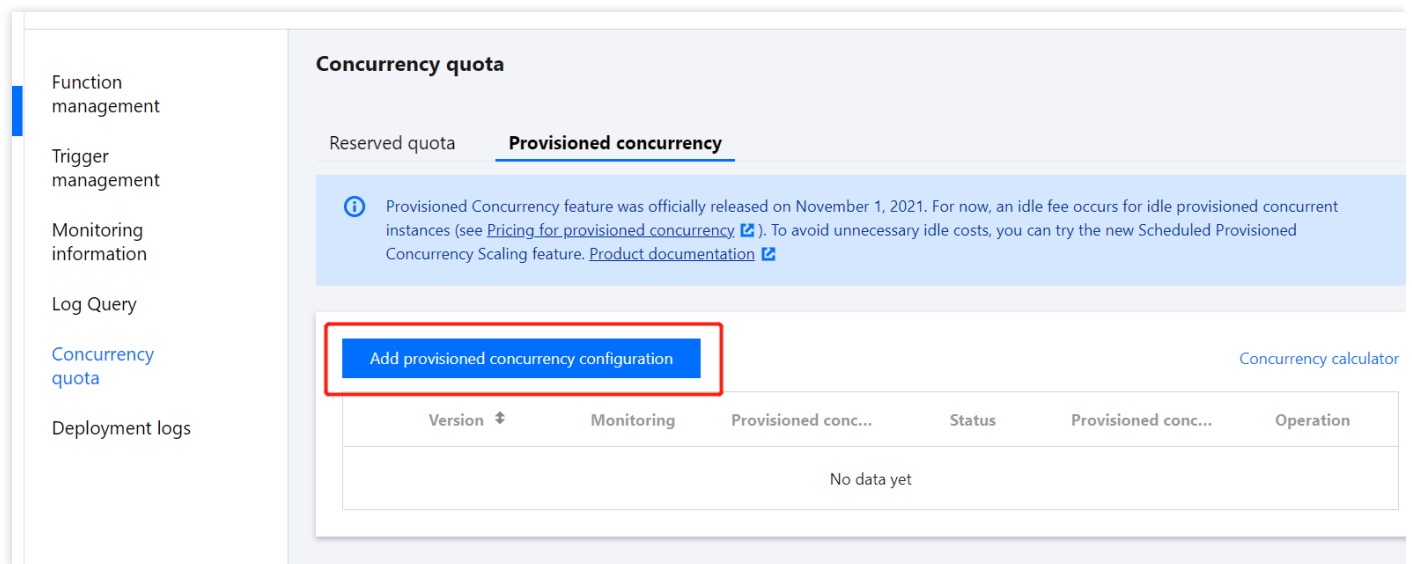 Function
management
Trigger
management
Monitoring
information
Log Query
Concurrency
quota
Deployment logs
Concurrency quota
Reserved quota Provisioned concurrency
Provisioned Concurrency feature was officially released on November 1, 2021. For now, an idle fee occurs for idle provisioned concurrent
instances (see Pricing for provisioned concurrency ). To avoid unnecessary idle costs, you can try the new Scheduled Provisioned
Concurrency Scaling feature. Product documentation
Add provisioned concurrency configuration Concurrency calculator
Version Monitoring Provisioned conc... Status Provisioned conc... Operation
No data yet